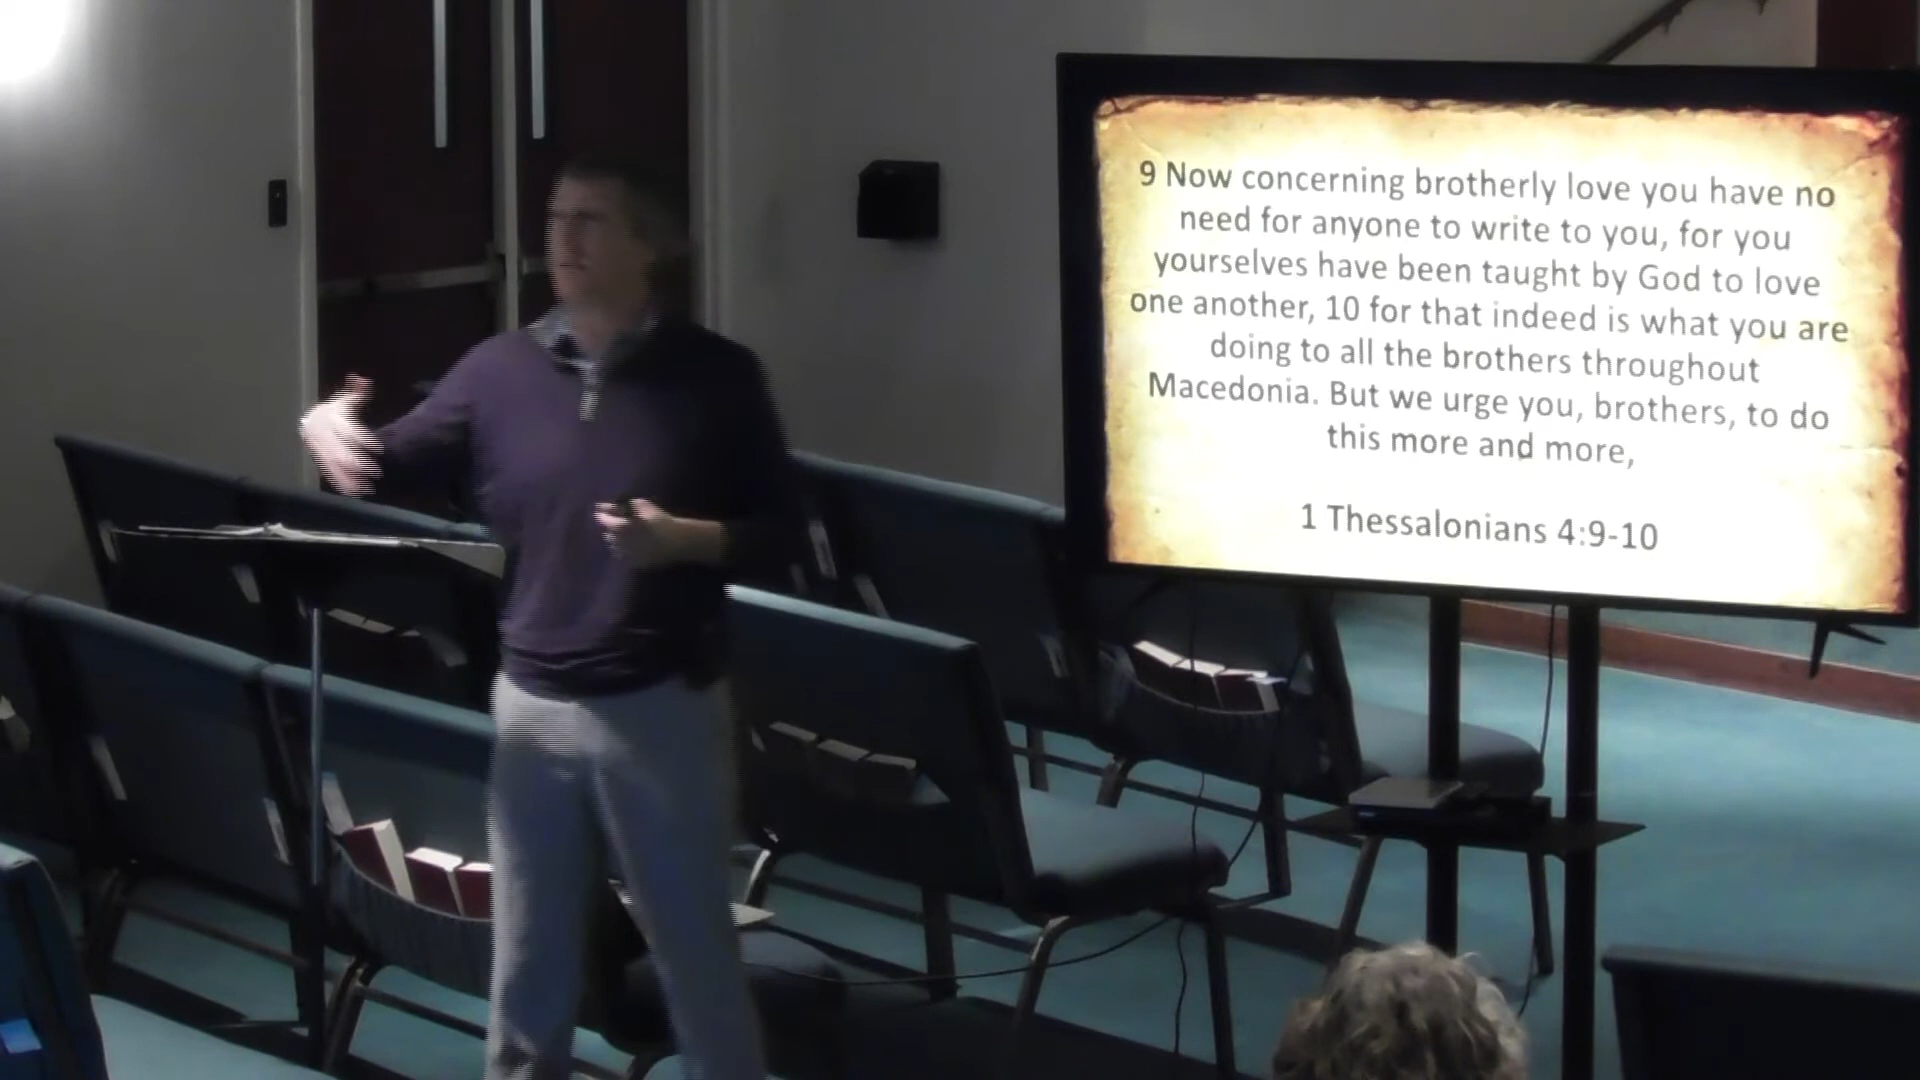 9 Now concerning brotherly love you have no
need for anyone to write to you, for you
yourselves have been taught by God to love
one another, 10 for that indeed is what you are
doing to all the brothers throughout
Macedonia. But we urge you, brothers, to do
this more and more,
1 Thessalonians 4:9-10